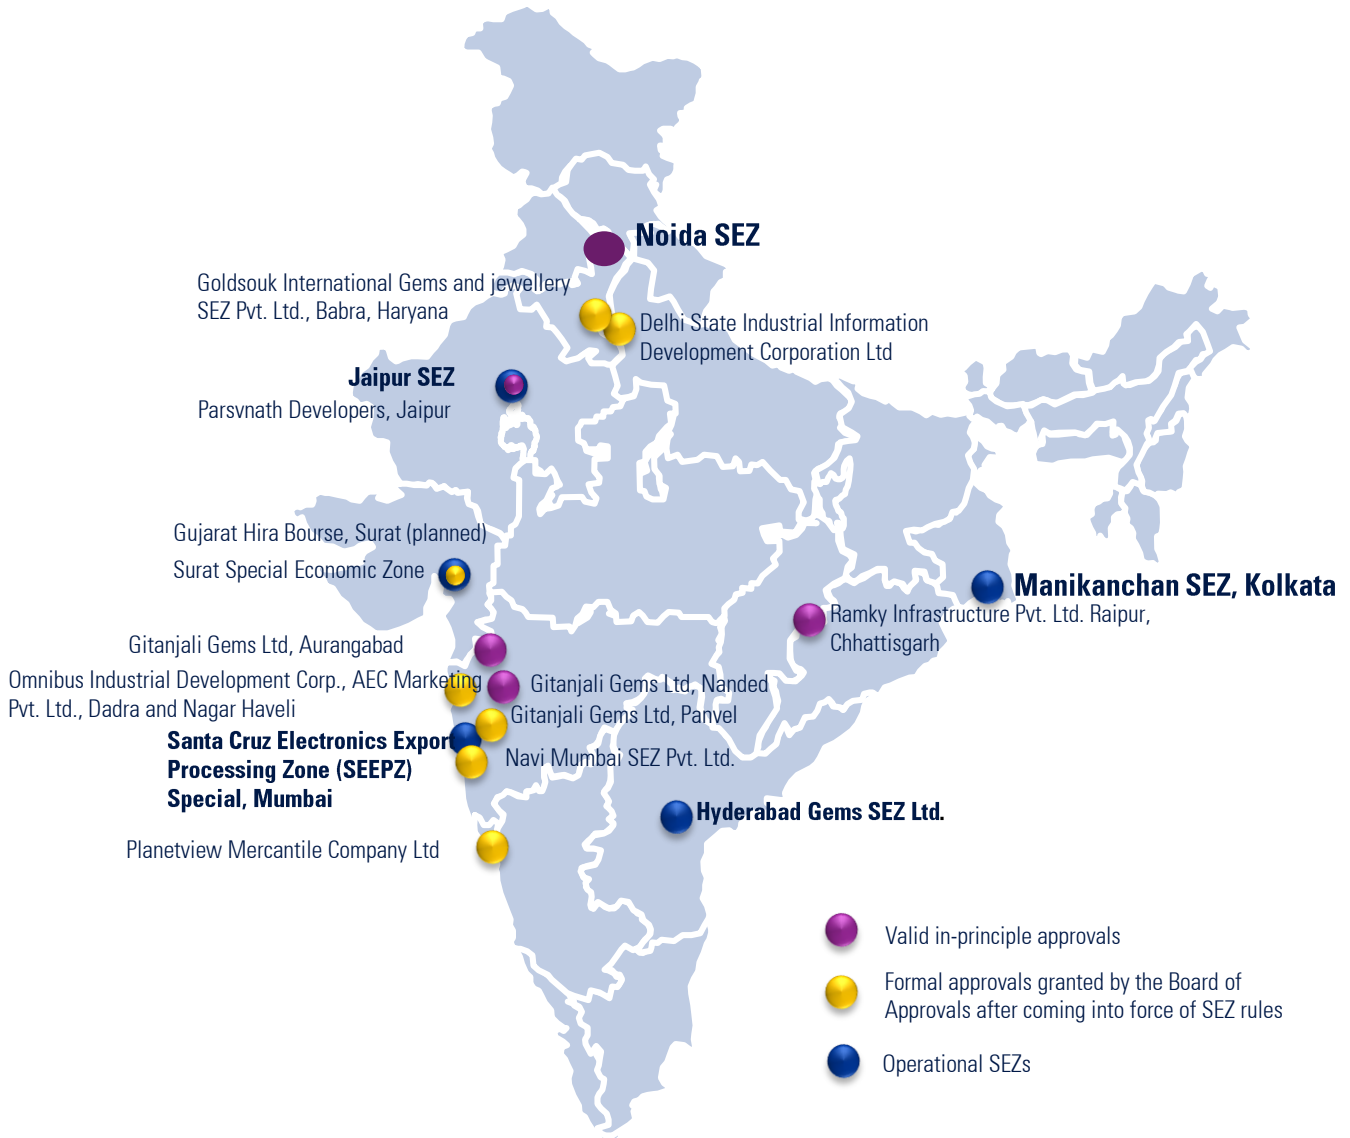 Noida SEZ
Goldsouk International Gems and jewellery
SEZ Pvt. Ltd., Babra, Haryana
Delhi State Industrial Information
Development Corporation Ltd
Jaipur SEZ
Parsvnath Developers, Jaipur
Gujarat Hira Bourse, Surat (planned)
Surat Special Economic Zone
Manikanchan SEZ, Kolkata
Ramky Infrastructure Pvt. Ltd. Raipur,
Chhattisgarh
Gitanjali Gems Ltd, Aurangabad
Omnibus Industrial Development Corp., AEC Marketing
Pvt. Ltd., Dadra and Nagar Haveli
Gitanjali Gems Ltd, Nanded
Gitanjali Gems Ltd, Panvel
Santa Cruz Electronics Export
Processing Zone (SEEPZ)
Special, Mumbai
Navi Mumbai SEZ Pvt. Ltd.
Hyderabad Gems SEZ Ltd.
Planetview Mercantile Company Ltd
Valid in-principle approvals
Formal approvals granted by the Board of
Approvals after coming into force of SEZ rules
Operational SEZs